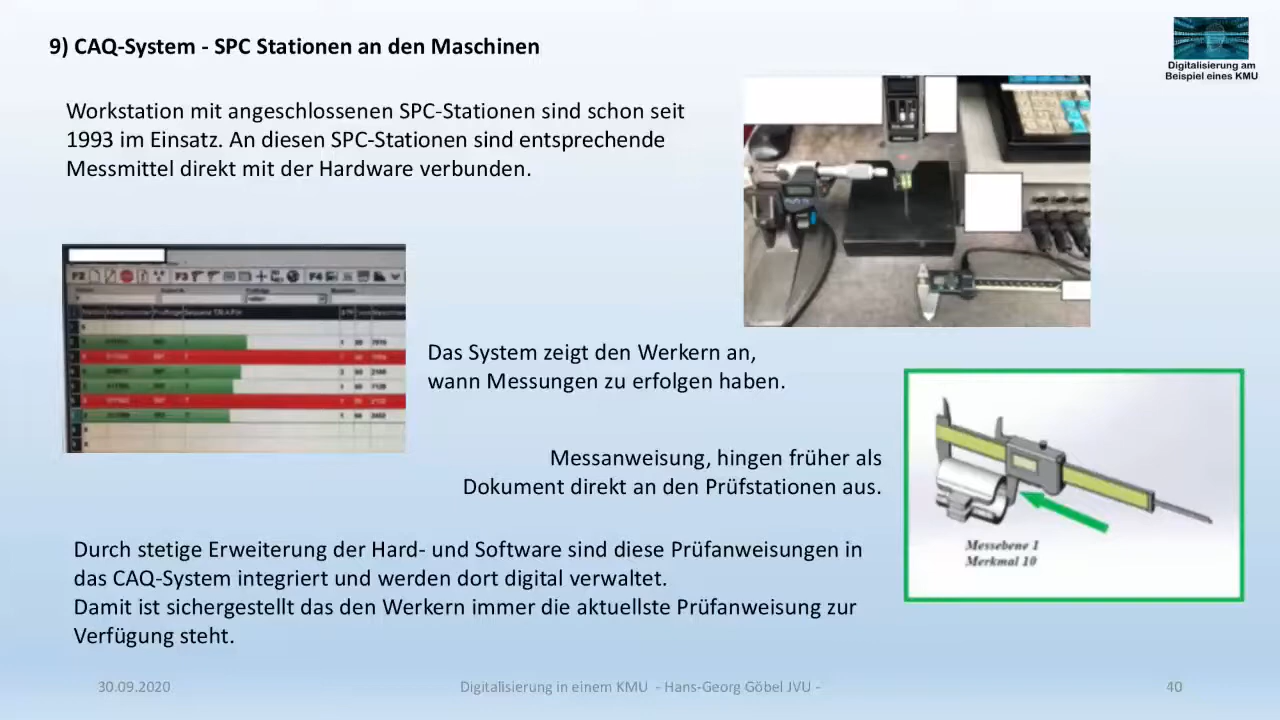 9) CAQ-System - SPC Stationen an den Maschinen
Digitalisierung am
Beispiel eines KMU
Workstation mit angeschlossenen SPC-Stationen sind schon seit
1993 im Einsatz. An diesen SPC-Stationen sind entsprechende
Messmittel direkt mit der Hardware verbunden.
F2
F3
F4
Das System zeigt den Werkern an,
wann Messungen zu erfolgen haben.
Messanweisung, hingen früher als
Dokument direkt an den Prüfstationen aus.
Messebene 1
Merkmal 10
Durch stetige Erweiterung der Hard- und Software sind diese Prüfanweisungen in
das CAQ-System integriert und werden dort digital verwaltet.
Damit ist sichergestellt das den Werkern immer die aktuellste Prüfanweisung zur
Verfügung steht.
30.09.2020
Digitalisierung in einem KMU - Hans-Georg Göbel JVU -
40